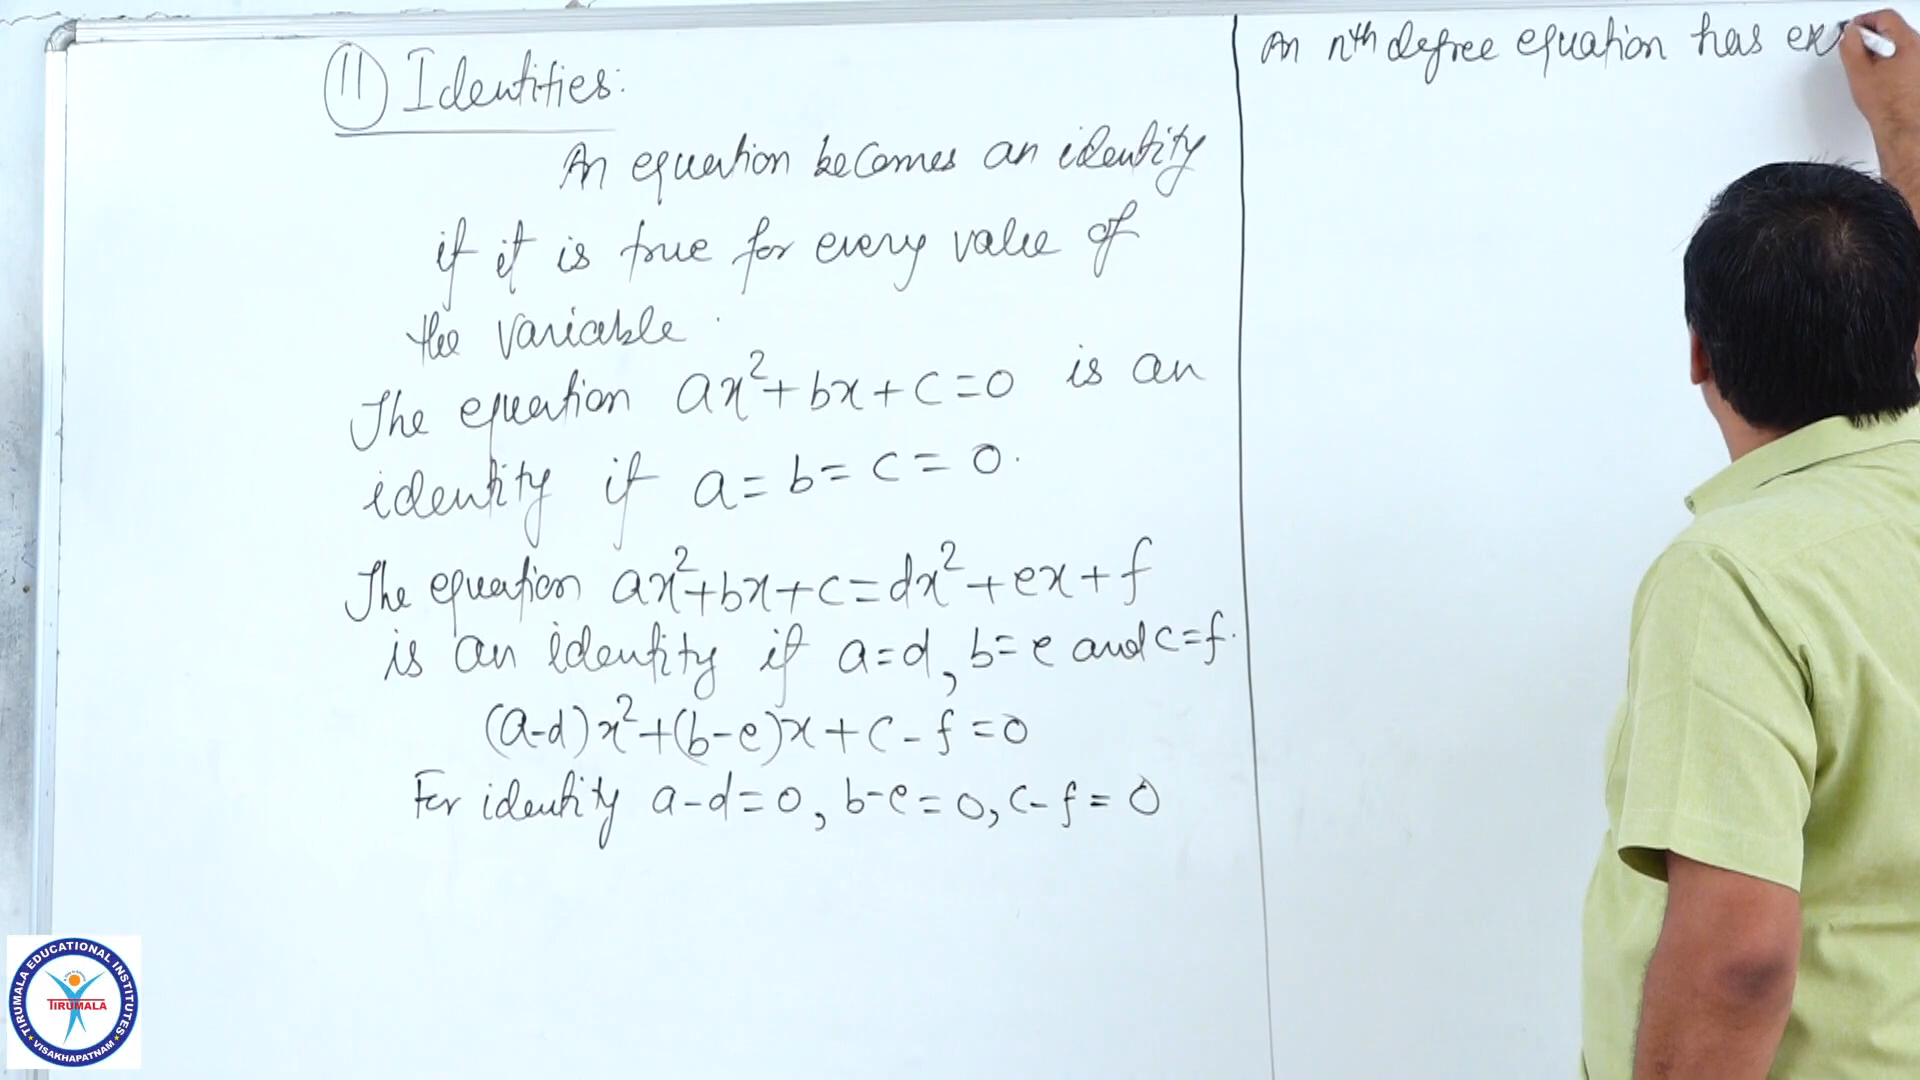 11 Identities:
An equation becomes an identity
if it is true for every value of
the variable.
The equation ax²+bx+c=0 is an
identity if a=b=c=0.
The equation ax²+bx+c=dx²+ex+f
is an identity if a=d, b=e and c=f.
(a-d)x²+(b-e)x+c-f=0
For identity a-d=0, b-e=0, c-f=0
An nth degree equation has ex
TIRUMALA EDUCATIONAL INSTITUTES
TIRUMALA
VISAKHAPATNAM